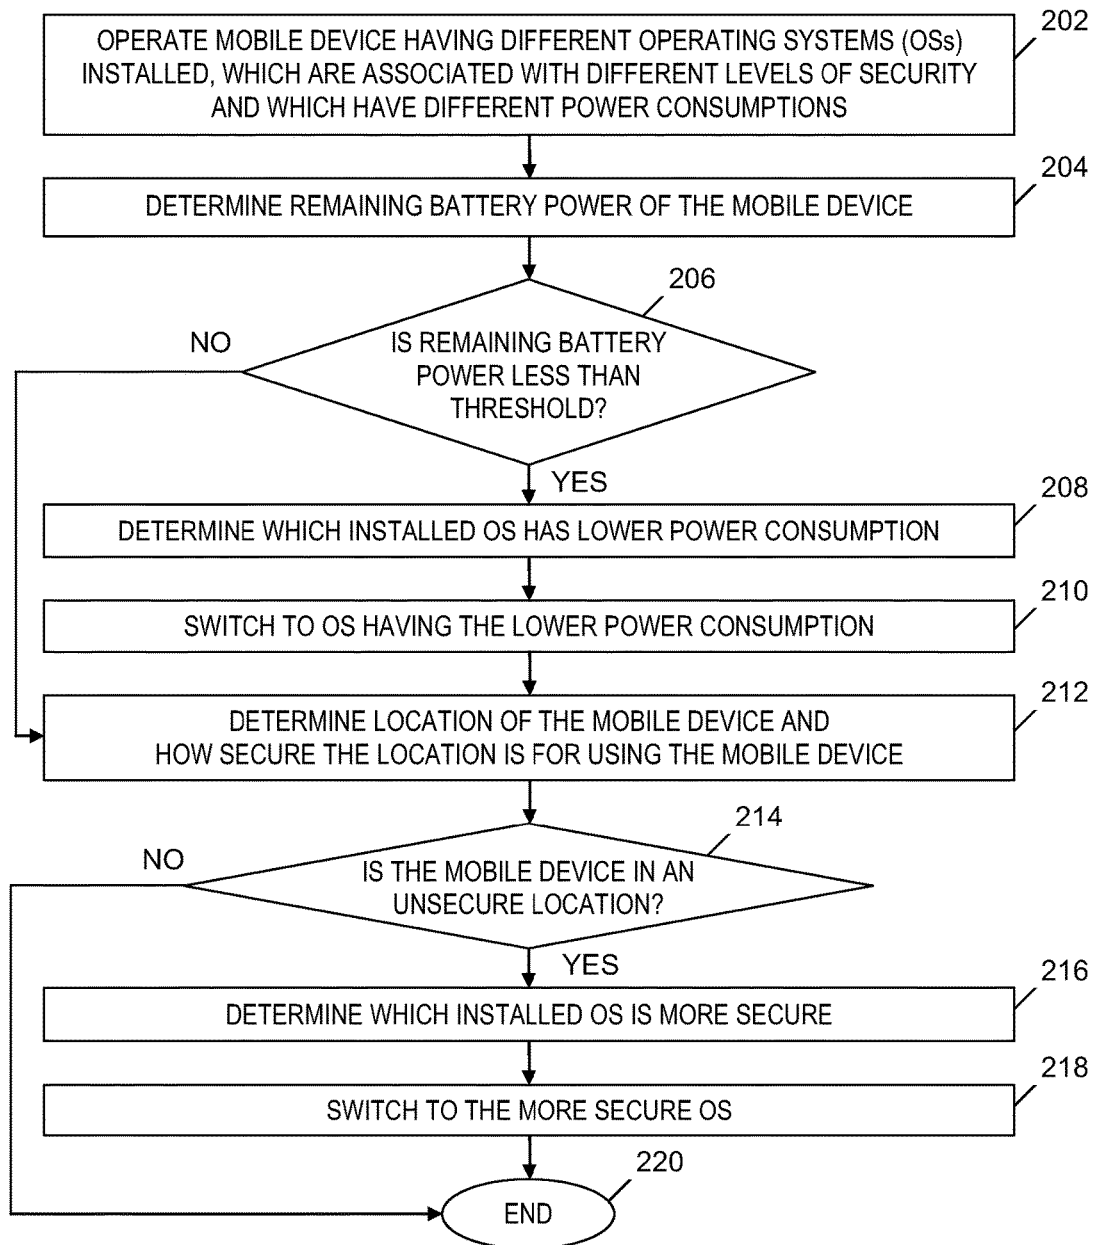 202
OPERATE MOBILE DEVICE HAVING DIFFERENT OPERATING SYSTEMS (OSs)
INSTALLED, WHICH ARE ASSOCIATED WITH DIFFERENT LEVELS OF SECURITY
AND WHICH HAVE DIFFERENT POWER CONSUMPTIONS
204
DETERMINE REMAINING BATTERY POWER OF THE MOBILE DEVICE
206
NO
IS REMAINING BATTERY
POWER LESS THAN
THRESHOLD?
YES
208
DETERMINE WHICH INSTALLED OS HAS LOWER POWER CONSUMPTION
210
SWITCH TO OS HAVING THE LOWER POWER CONSUMPTION
212
DETERMINE LOCATION OF THE MOBILE DEVICE AND
HOW SECURE THE LOCATION IS FOR USING THE MOBILE DEVICE
214
NO
IS THE MOBILE DEVICE IN AN
UNSECURE LOCATION?
YES
216
DETERMINE WHICH INSTALLED OS IS MORE SECURE
218
SWITCH TO THE MORE SECURE OS
220
END